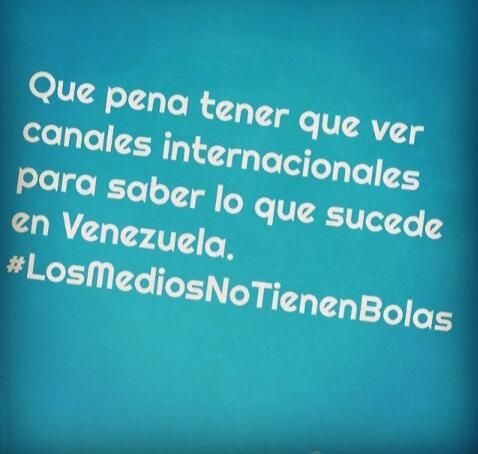 Que pena tener que ver
canales internacionales
para saber lo que sucede
en Venezuela.
#LosMediosNoTienenBolas